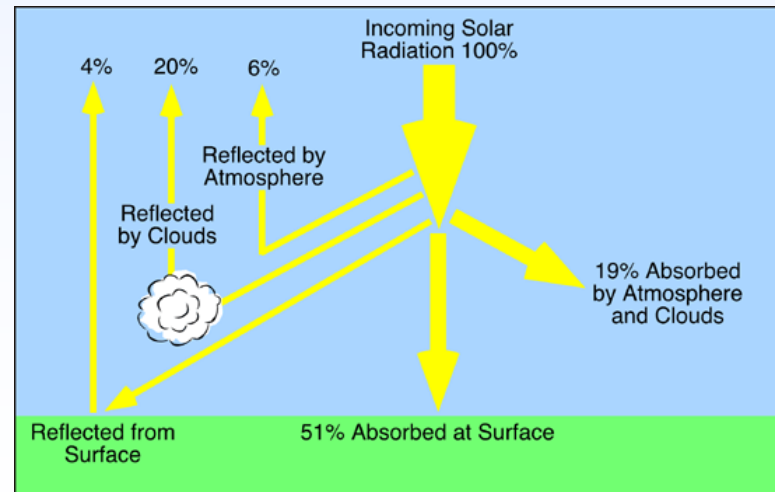 Incoming Solar
Radiation 100%
4%
20%
6%
Reflected by
Atmosphere
Reflected
by Clouds
19% Absorbed
by Atmosphere
and Clouds
Reflected from
Surface
51% Absorbed at Surface